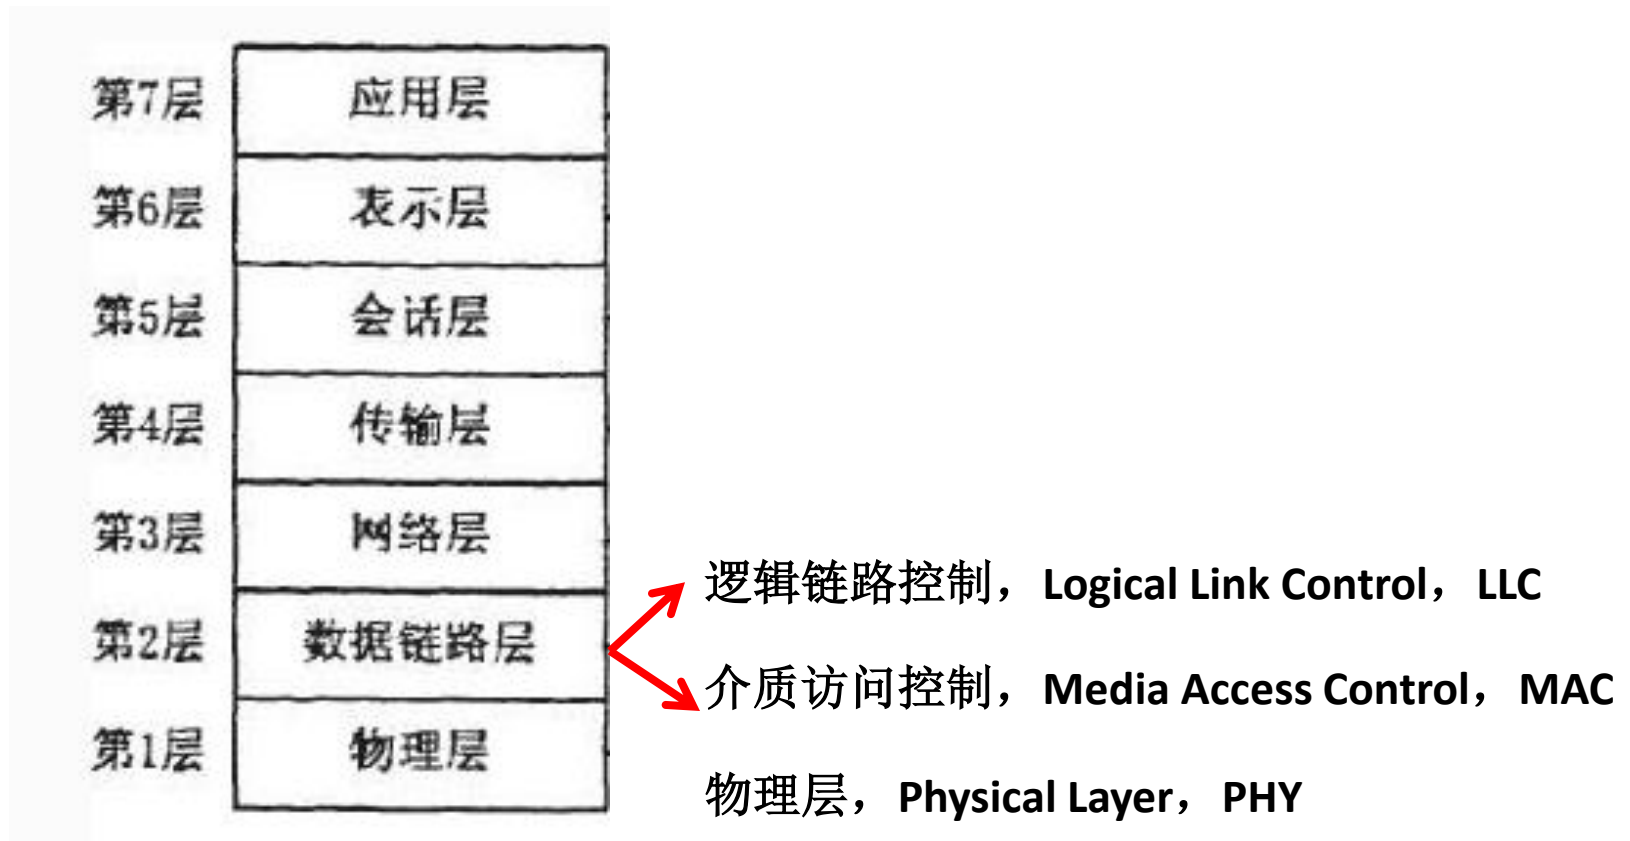 第7层 应用层
第6层 表示层
第5层 会话层
第4层 传输层
第3层 网络层
逻辑链路控制，Logical Link Control，LLC
第2层 数据链路层
介质访问控制，Media Access Control，MAC
第1层 物理层
物理层，Physical Layer，PHY